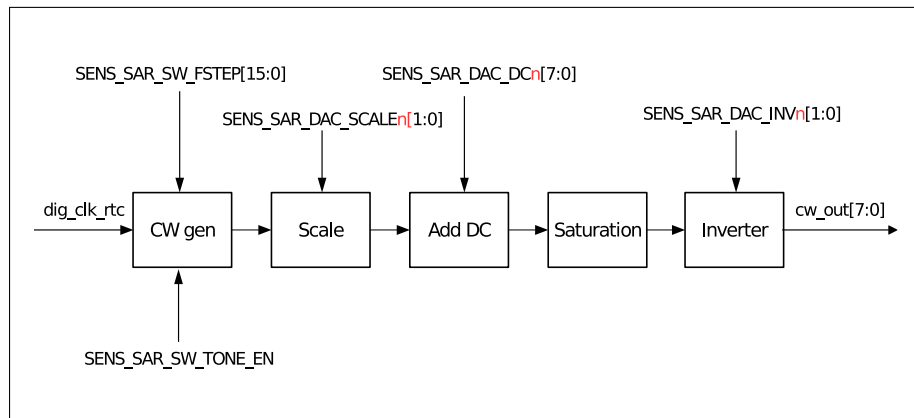 SENS_SAR_SW_FSTEP[15:0]
SENS_SAR_DAC_DCn[7:0]
SENS_SAR_DAC_SCALEn[1:0]
SENS_SAR_DAC_INVn[1:0]
dig_clk_rtc
CW gen
Scale
Add DC
Saturation
Inverter
cw_out[7:0]
SENS_SAR_SW_TONE_EN